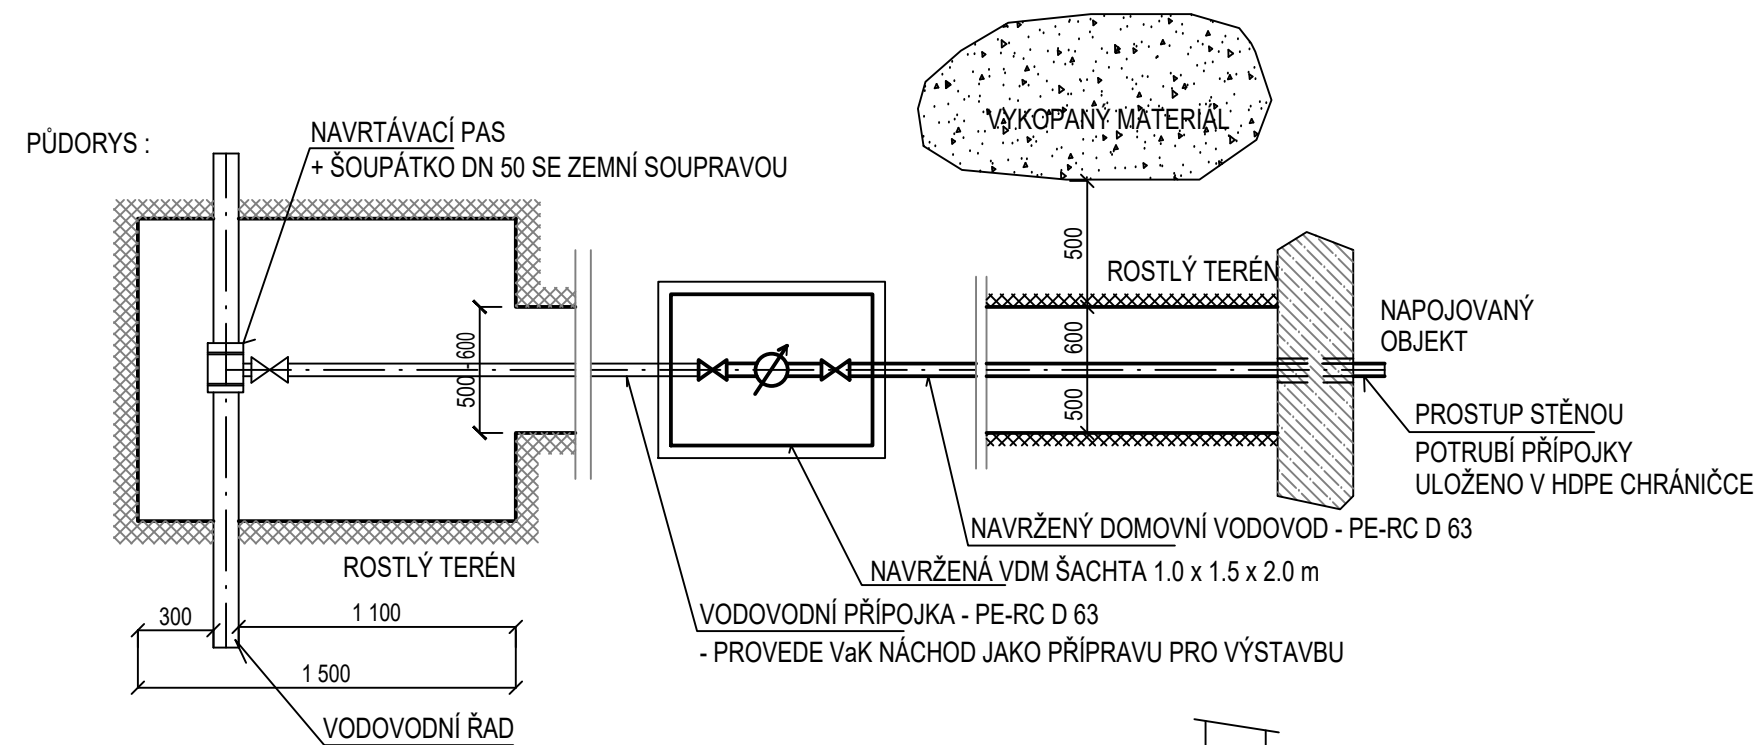 PŮDORYS :
NAVRTÁVACÍ PAS
+ ŠOUPÁTKO DN 50 SE ZEMNÍ SOUPRAVOU
VYKOPANÝ MATERIÁL
500
ROSTLÝ TERÉN
NAPOJOVANÝ
OBJEKT
500 - 600
600
500
PROSTUP STĚNOU
POTRUBÍ PŘÍPOJKY
ULOŽENO V HDPE CHRÁNIČCE
NAVRŽENÝ DOMOVNÍ VODOVOD - PE-RC D 63
ROSTLÝ TERÉN
NAVRŽENÁ VDM ŠACHTA 1.0 x 1.5 x 2.0 m
300
1 100
VODOVODNÍ PŘÍPOJKA - PE-RC D 63
- PROVEDE VaK NÁCHOD JAKO PŘÍPRAVU PRO VÝSTAVBU
1 500
VODOVODNÍ ŘAD